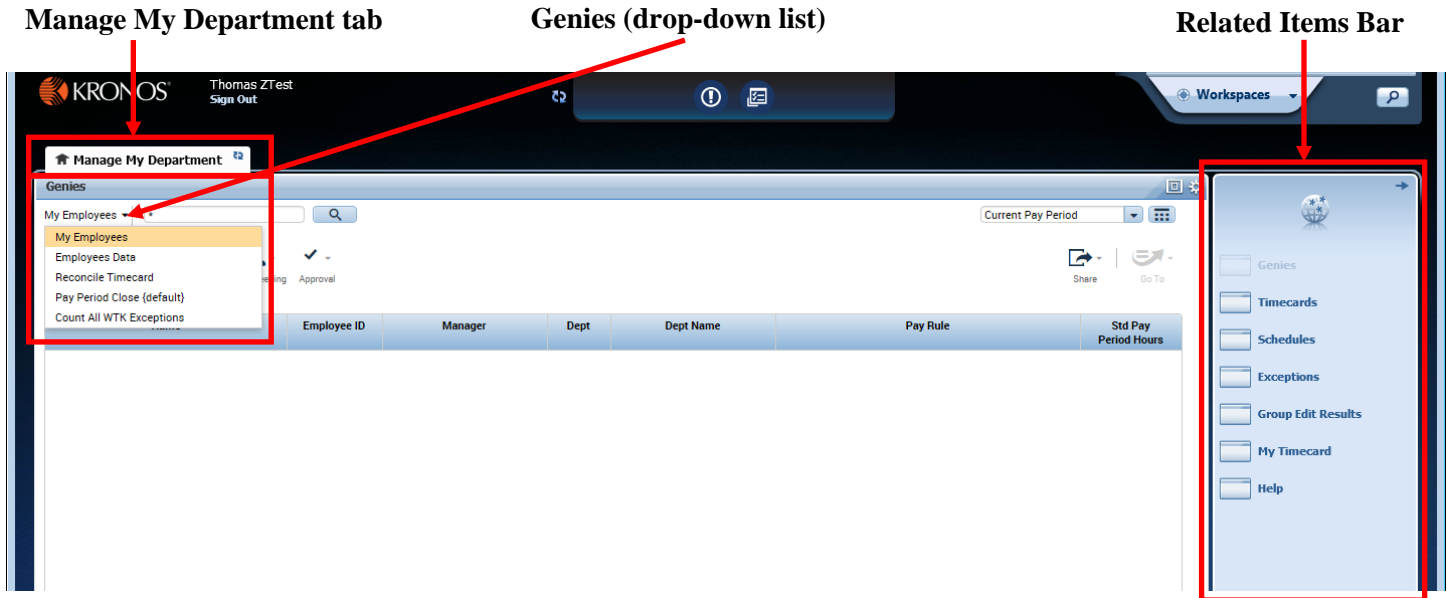 Manage My Department tab
Genies (drop-down list)
Related Items Bar
KRONOS
Thomas ZTest
Sign Out
Workspaces
Manage My Department
Genies
My Employees
*
Current Pay Period
My Employees
Employees Data
Reconcile Timecard
Pay Period Close {default}
Count All WTK Exceptions
Approval
Share
Go To
Employee ID
Manager
Dept
Dept Name
Pay Rule
Std Pay
Period Hours
Genies
Timecards
Schedules
Exceptions
Group Edit Results
My Timecard
Help